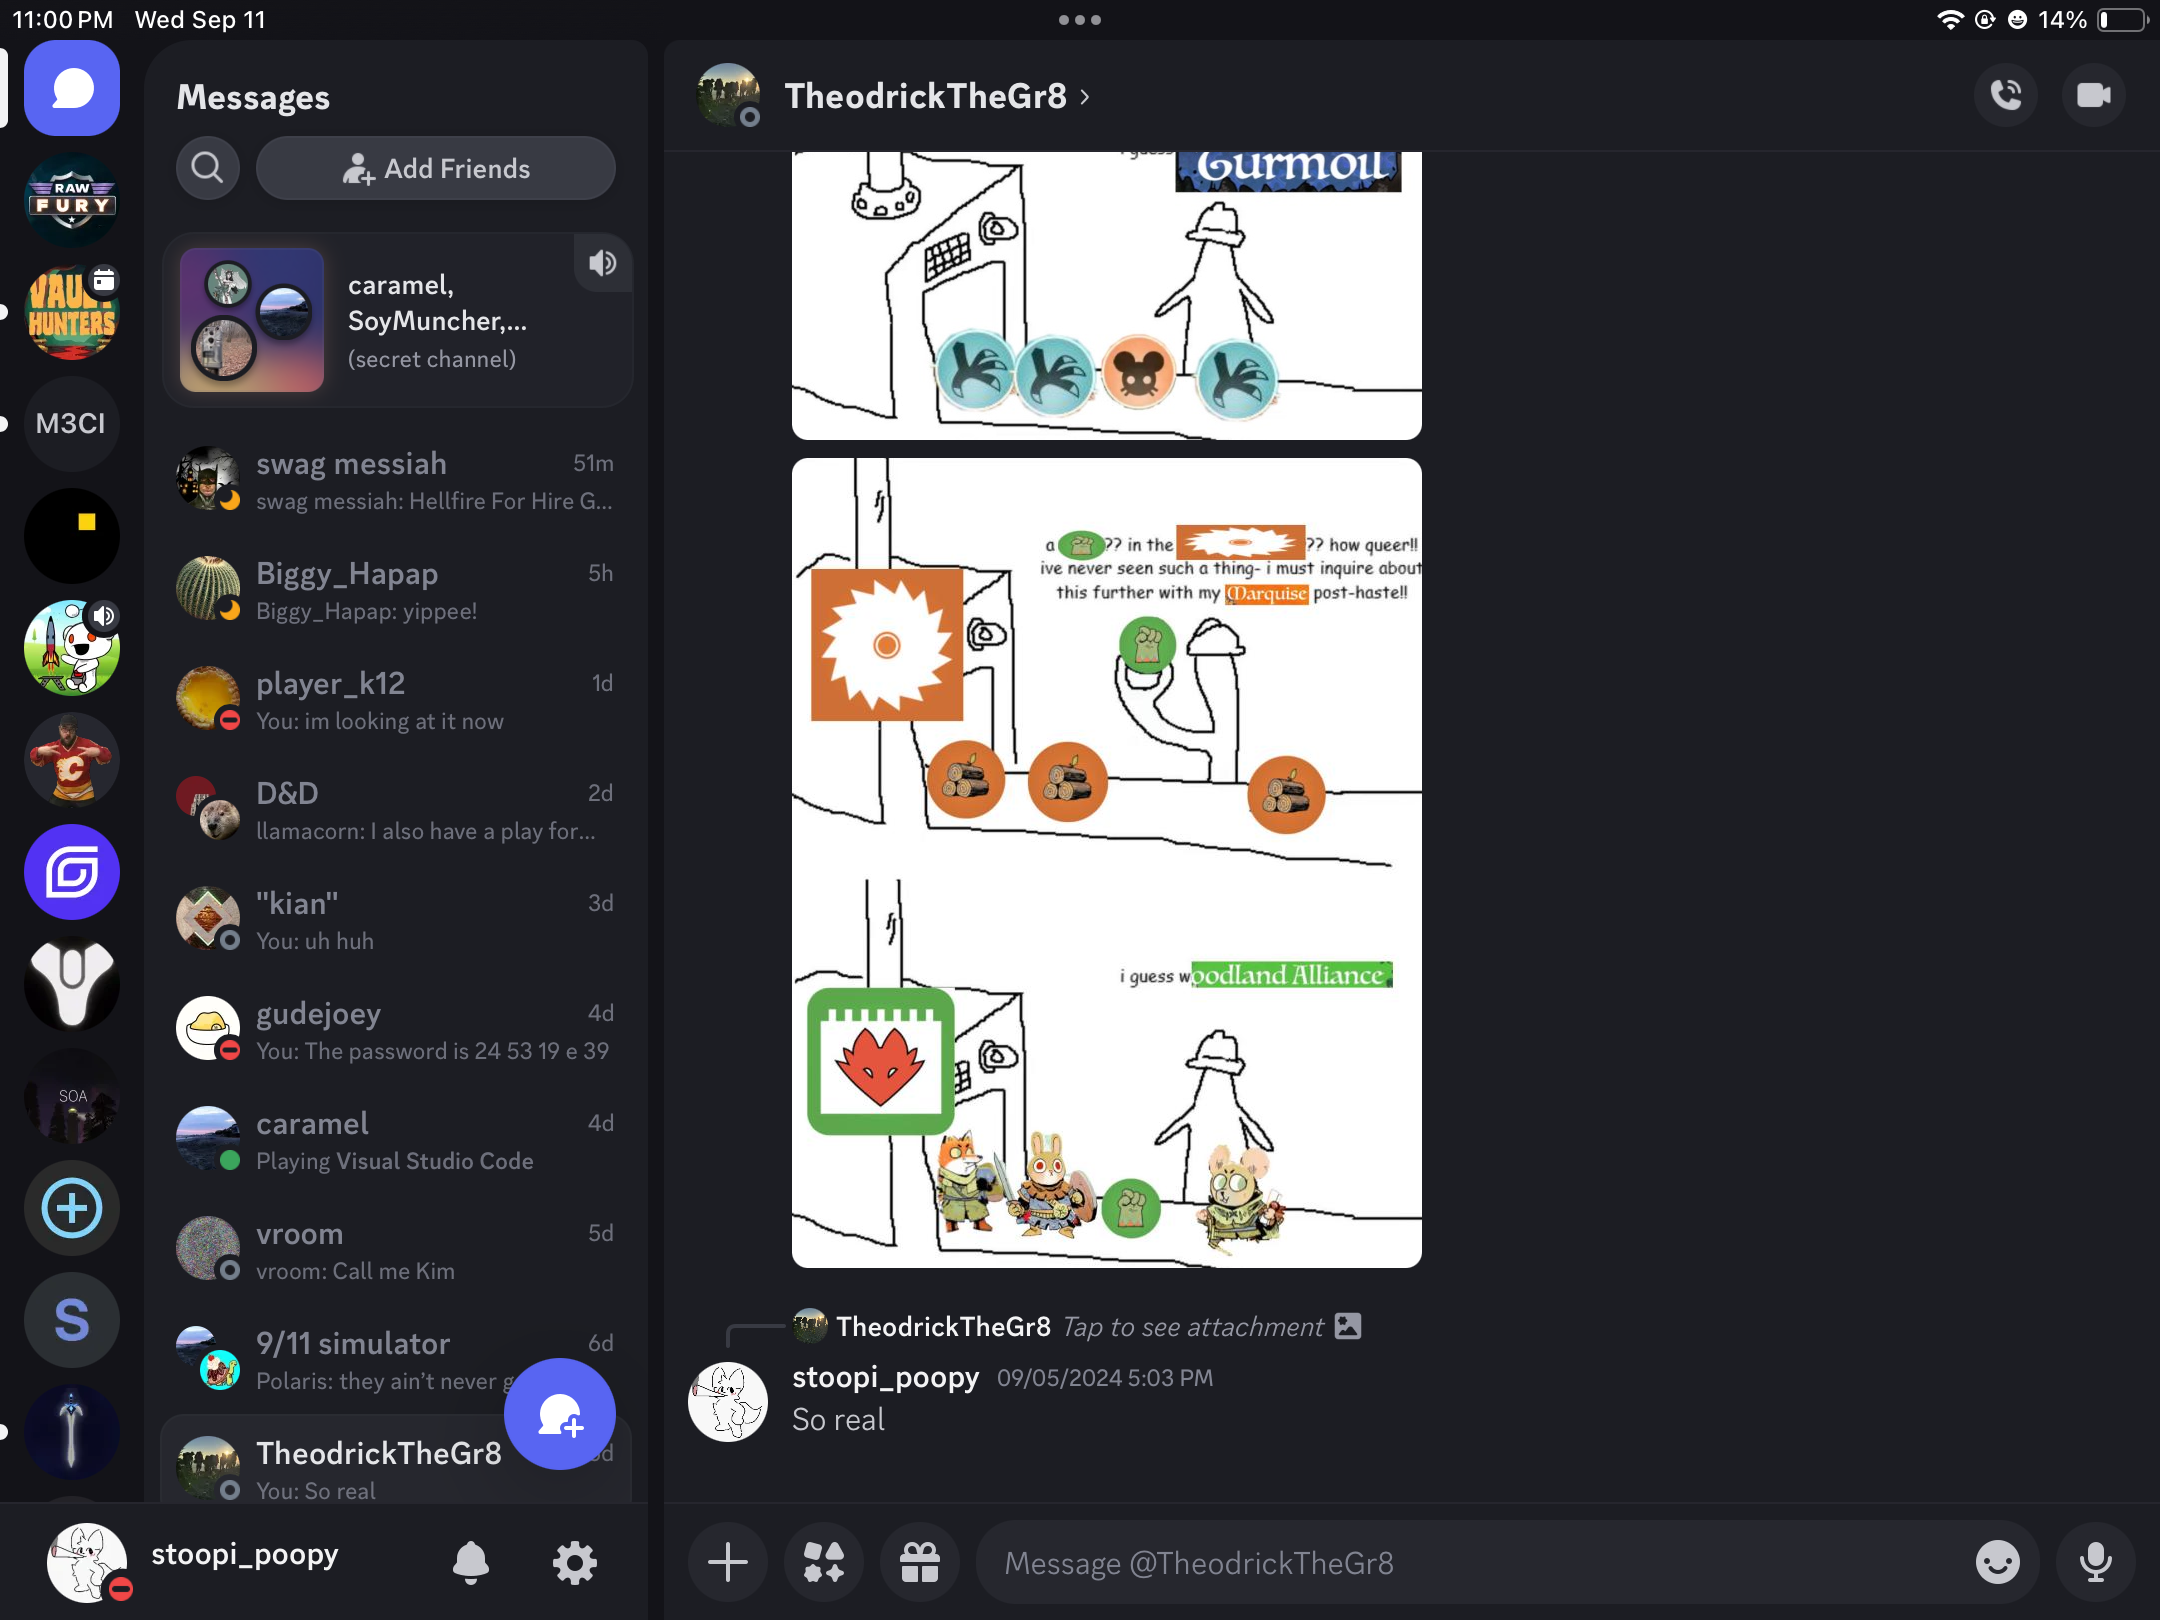 11:00 PM Wed Sep 11
14%
Messages
Add Friends
RAW
FURY
VAULT
HUNTERS
M3CI
SOA
S
caramel,
SoyMuncher,...
(secret channel)
swag messiah 51m
swag messiah: Hellfire For Hire G...
Biggy_Hapap 5h
Biggy_Hapap: yippee!
player_k12 1d
You: im looking at it now
D&D 2d
llamacorn: I also have a play for...
"kian" 3d
You: uh huh
gudejoey 4d
You: The password is 24 53 19 e 39
caramel 4d
Playing Visual Studio Code
vroom 5d
vroom: Call me Kim
9/11 simulator 6d
Polaris: they ain't never g
TheodrickTheGr8
You: So real
stoopi_poopy
TheodrickTheGr8 >
i guess Turmoil
a ?? in the ?? how queer!!
ive never seen such a thing- i must inquire about
this further with my Marquise post-haste!!
i guess woodland Alliance
TheodrickTheGr8 Tap to see attachment
stoopi_poopy 09/05/2024 5:03 PM
So real
Message @TheodrickTheGr8